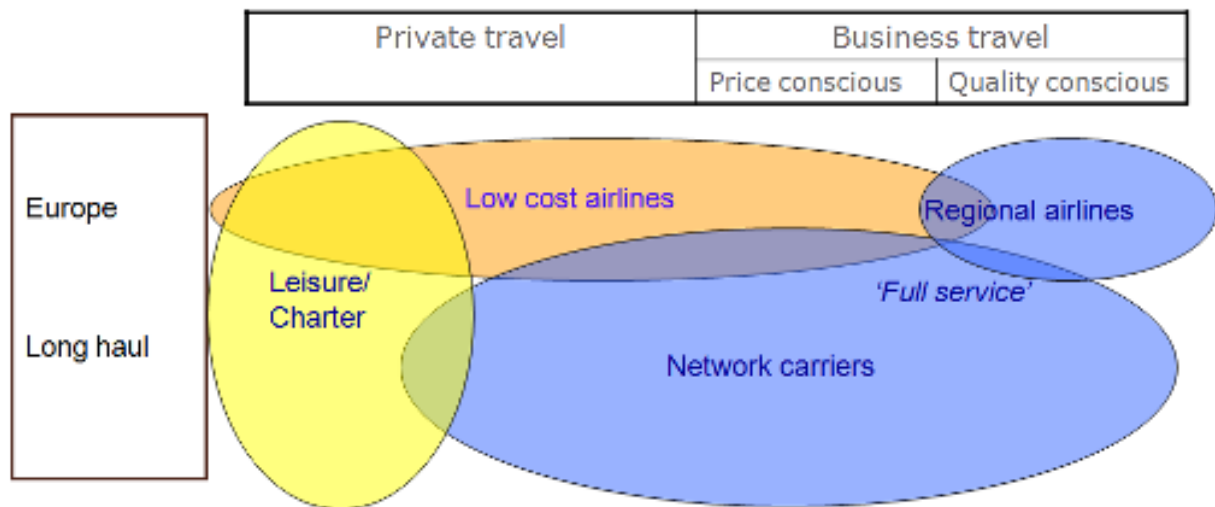 Private travel
Business travel
Price conscious
Quality conscious
Europe
Low cost airlines
Regional airlines
Leisure/
Charter
'Full service'
Long haul
Network carriers